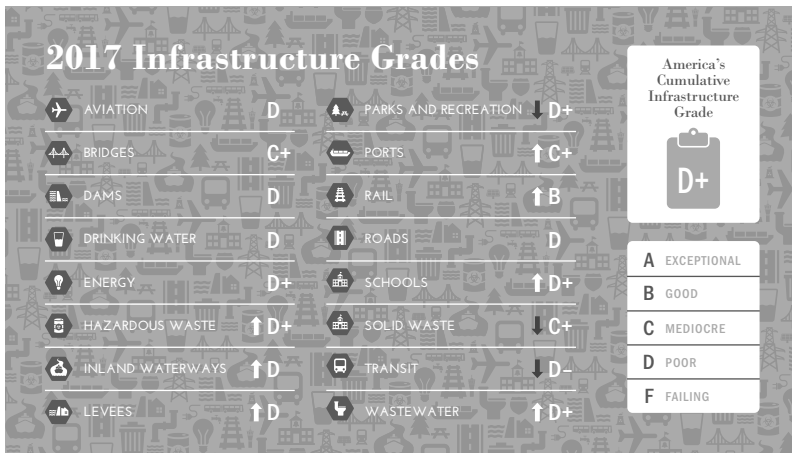 2017 Infrastructure Grades
AVIATION D
BRIDGES C+
DAMS D
DRINKING WATER D
ENERGY D+
HAZARDOUS WASTE ⬆ D+
INLAND WATERWAYS ⬆ D
LEVEES ⬆ D
PARKS AND RECREATION ⬇ D+
PORTS ⬆ C+
RAIL ⬆ B
ROADS D
SCHOOLS ⬆ D+
SOLID WASTE ⬇ C+
TRANSIT ⬇ D–
WASTEWATER ⬆ D+
America's
Cumulative
Infrastructure
Grade
D+
A EXCEPTIONAL
B GOOD
C MEDIOCRE
D POOR
F FAILING